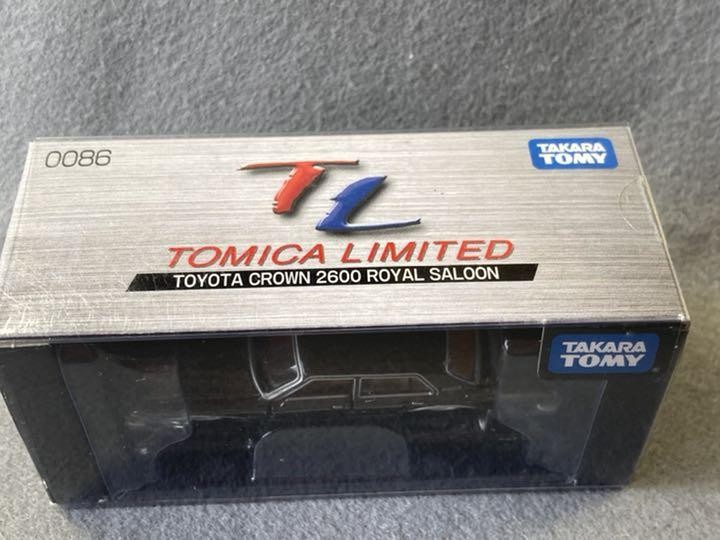 0086
TAKARA
TOMY
TL
TOMICA LIMITED
TOYOTA CROWN 2600 ROYAL SALOON
TAKARA
TOMY